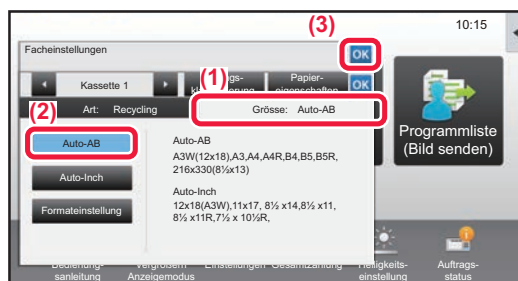 (3)
10:15
Facheinstellungen
OK
(1)
Kassette 1
Papier-
OK
(2)
Art: Recycling
Grösse: Auto-AB
Auto-AB
Auto-Inch
Formateinstellung
Auto-AB
A3W(12x18),A3,A4,A4R,B4,B5,B5R,
216x330(8½x13)
Auto-Inch
12x18(A3W),11x17, 8½ x14,8½ x11,
8½ x11R,7½ x 10½R,
Programmliste
(Bild senden)
sanleitung
Anzeigemodus
einstellung
Auftrags-
status